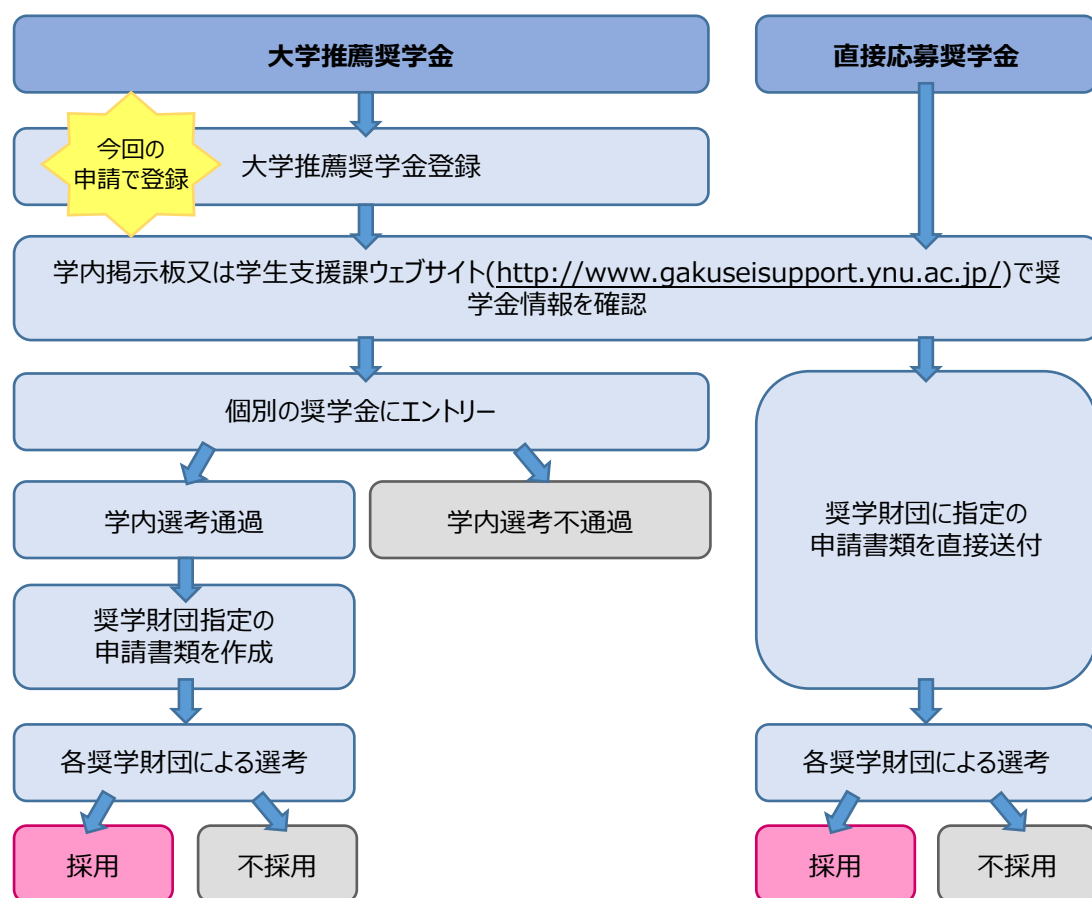 大学推薦奨学金
直接応募奨学金
今回の
申請で登録
大学推薦奨学金登録
学内掲示板又は学生支援課ウェブサイト(http://www.gakuseisupport.ynu.ac.jp/)で奨
学金情報を確認
個別の奨学金にエントリー
学内選考通過
学内選考不通過
奨学財団に指定の
申請書類を直接送付
奨学財団指定の
申請書類を作成
各奨学財団による選考
各奨学財団による選考
採用
不採用
採用
不採用